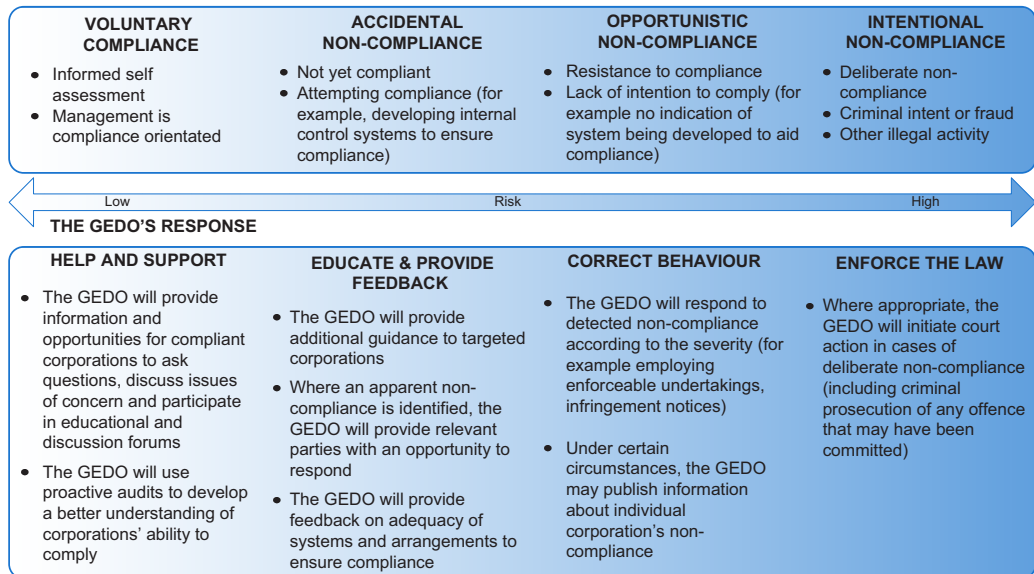 VOLUNTARY
COMPLIANCE
• Informed self
assessment
• Management is
compliance orientated
ACCIDENTAL
NON-COMPLIANCE
• Not yet compliant
• Attempting compliance (for
example, developing internal
control systems to ensure
compliance)
OPPORTUNISTIC
NON-COMPLIANCE
• Resistance to compliance
• Lack of intention to comply (for
example no indication of
system being developed to aid
compliance)
INTENTIONAL
NON-COMPLIANCE
• Deliberate non-
compliance
• Criminal intent or fraud
• Other illegal activity
Low
Risk
High
THE GEDO'S RESPONSE
HELP AND SUPPORT
• The GEDO will provide
information and
opportunities for compliant
corporations to ask
questions, discuss issues
of concern and participate
in educational and
discussion forums
• The GEDO will use
proactive audits to develop
a better understanding of
corporations' ability to
comply
EDUCATE & PROVIDE
FEEDBACK
• The GEDO will provide
additional guidance to targeted
corporations
• Where an apparent non-
compliance is identified, the
GEDO will provide relevant
parties with an opportunity to
respond
• The GEDO will provide
feedback on adequacy of
systems and arrangements to
ensure compliance
CORRECT BEHAVIOUR
• The GEDO will respond to
detected non-compliance
according to the severity (for
example employing
enforceable undertakings,
infringement notices)
• Under certain
circumstances, the GEDO
may publish information
about individual
corporation's non-
compliance
ENFORCE THE LAW
• Where appropriate, the
GEDO will initiate court
action in cases of
deliberate non-compliance
(including criminal
prosecution of any offence
that may have been
committed)